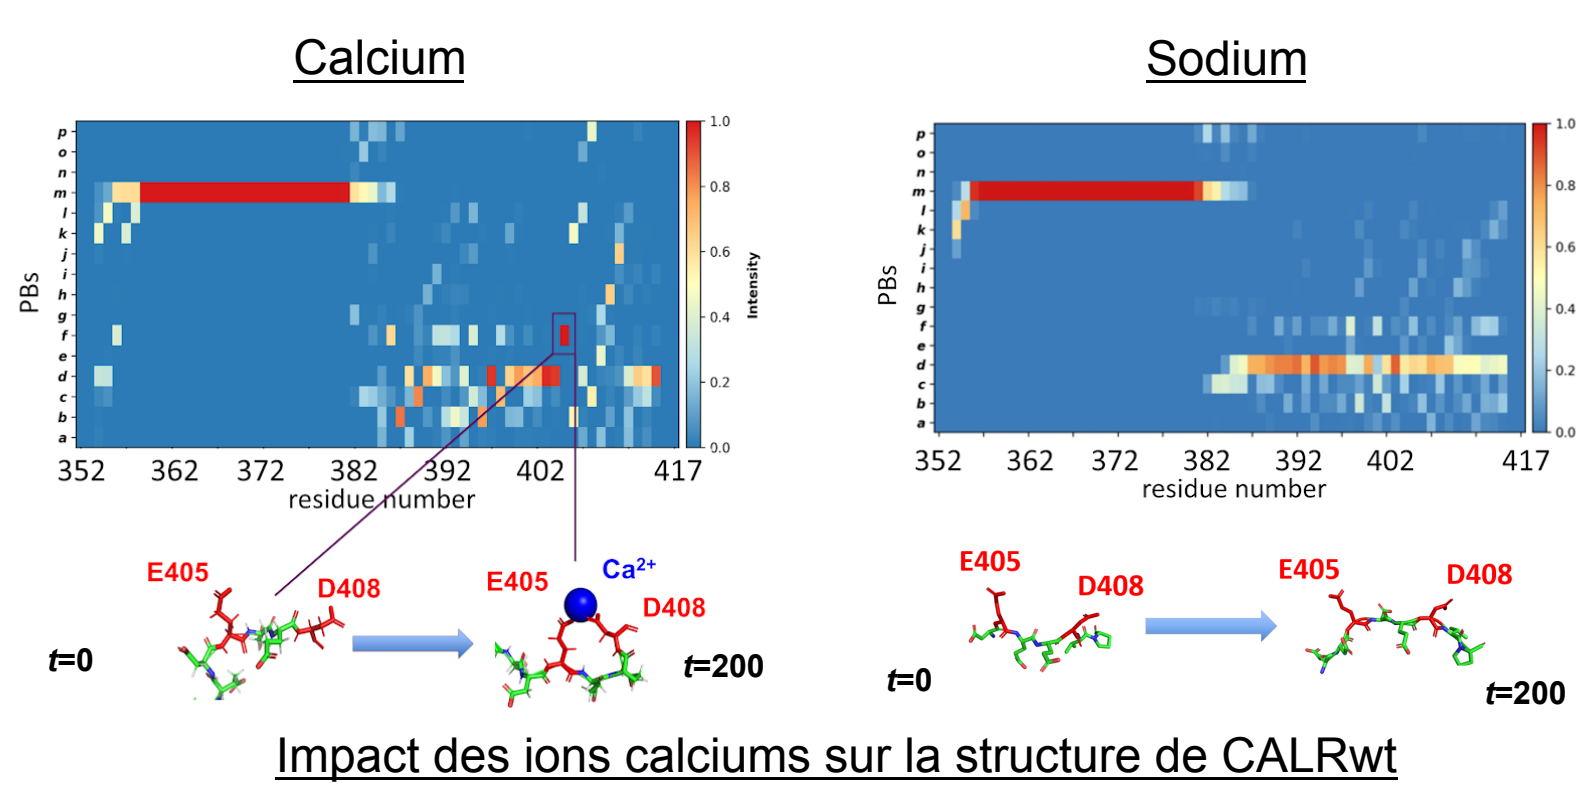 Calcium
Sodium
p
o
n
m
l
k
j
i
h
g
f
e
d
c
b
a
PBs
352 362 372 382 392 402 417
residue number
1.0
0.8
0.6
0.4
0.2
0.0
Intensity
p
o
n
m
l
k
j
i
h
g
f
e
d
c
b
a
PBs
352 362 372 382 392 402 417
residue number
1.0
0.8
0.6
0.4
0.2
0.0
E405
D408
t=0
E405
Ca²⁺
D408
t=200
E405
D408
t=0
E405
D408
t=200
Impact des ions calciums sur la structure de CALRwt